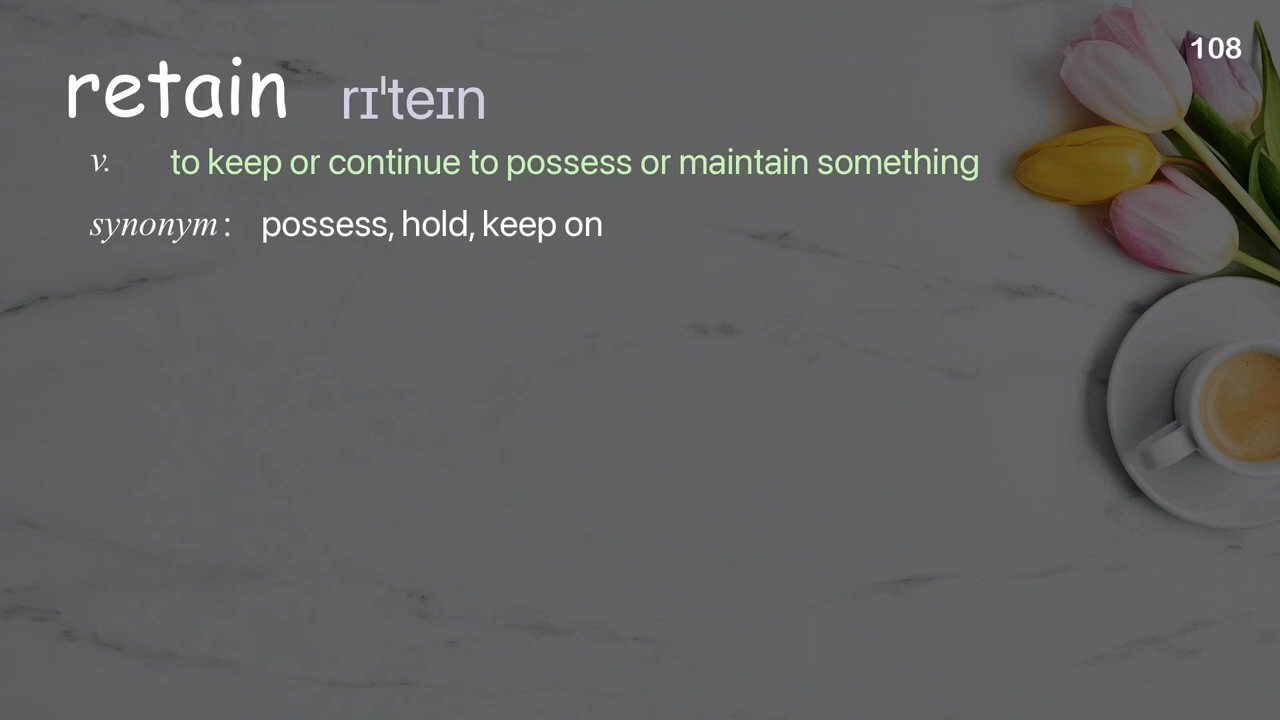 108
retain rɪˈteɪn
v. to keep or continue to possess or maintain something
synonym: possess, hold, keep on